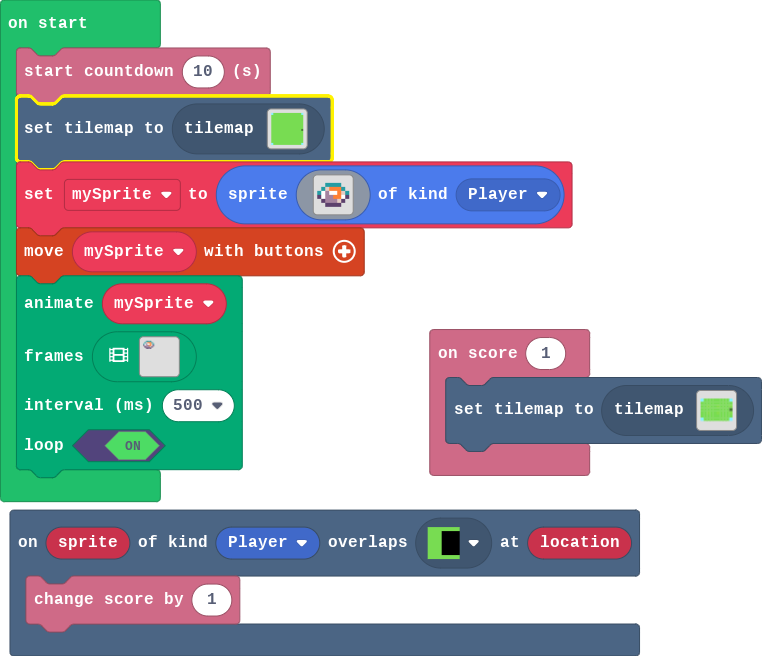 on start
start countdown 10 (s)
set tilemap to tilemap
set mySprite to sprite of kind Player
move mySprite with buttons
animate mySprite
frames
interval (ms) 500
loop ON
on score 1
set tilemap to tilemap
on sprite of kind Player overlaps at location
change score by 1